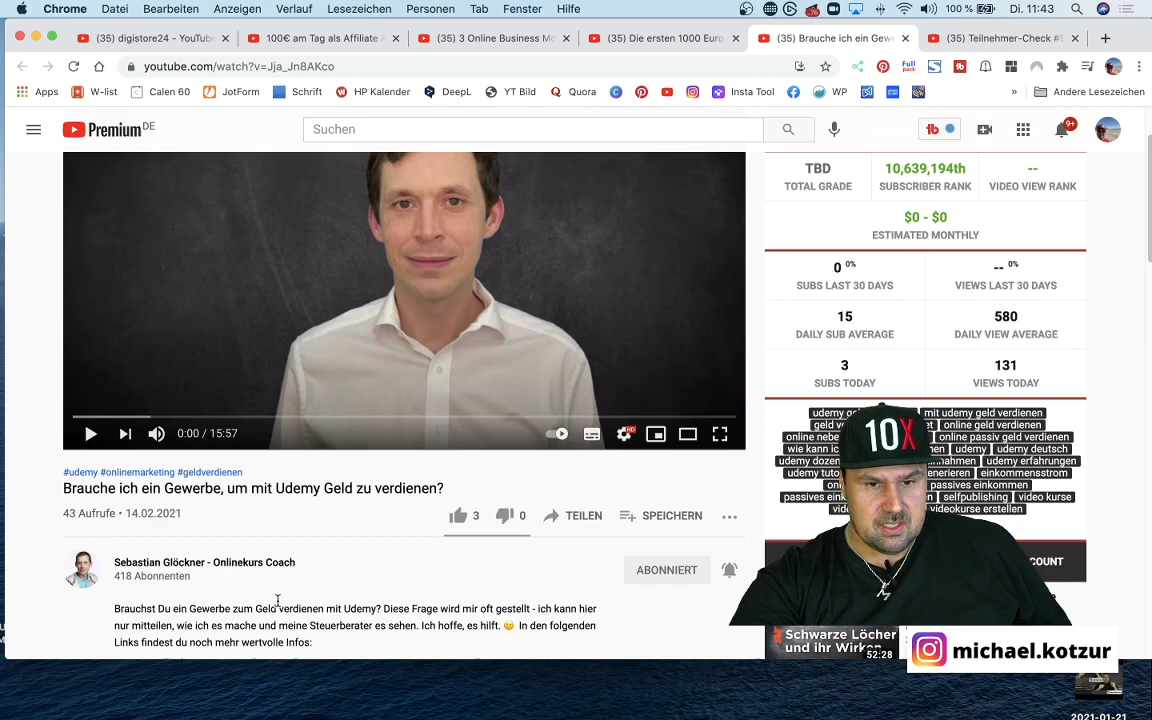 Chrome Datei Bearbeiten Anzeigen Verlauf Lesezeichen Personen Tab Fenster Hilfe 76 100 % Di. 11:43
(35) digistore24 - YouTube 100€ am Tag als Affiliate (35) 3 Online Business Mo (35) Die ersten 1000 Euro (35) Brauche ich ein Gewe (35) Teilnehmer-Check #S
youtube.com/watch?v=Jja_Jn8AKco Full pack
Apps W-list Calen 60 JotForm Schrift HP Kalender DeepL YT Bild Quora Insta Tool WP » Andere Lesezeichen
Premium DE Suchen tb 9+
TBD 10,639,194th --
TOTAL GRADE SUBSCRIBER RANK VIDEO VIEW RANK
$0 - $0
ESTIMATED MONTHLY
0 0% -- 0%
SUBS LAST 30 DAYS VIEWS LAST 30 DAYS
15 580
DAILY SUB AVERAGE DAILY VIEW AVERAGE
3 131
SUBS TODAY VIEWS TODAY
mit udemy geld verdienen
online geld verdienen
online passiv geld verdienen
udemy udemy deutsch
udemy erfahrungen
einkommensstrom
passives einkommen
selfpublishing video kurse
videokurse erstellen
10X
0:00 / 15:57 HD
#udemy #onlinemarketing #geldverdienen
Brauche ich ein Gewerbe, um mit Udemy Geld zu verdienen?
43 Aufrufe • 14.02.2021 3 0 TEILEN SPEICHERN
Sebastian Glöckner - Onlinekurs Coach
418 Abonnenten
ABONNIERT
Brauchst Du ein Gewerbe zum Geld verdienen mit Udemy? Diese Frage wird mir oft gestellt - ich kann hier
nur mitteilen, wie ich es mache und meine Steuerberater es sehen. Ich hoffe, es hilft. 😀 In den folgenden
Links findest du noch mehr wertvolle Infos:
Schwarze Löcher
und ihr Wirken
52:28
michael.kotzur
2021-01-21